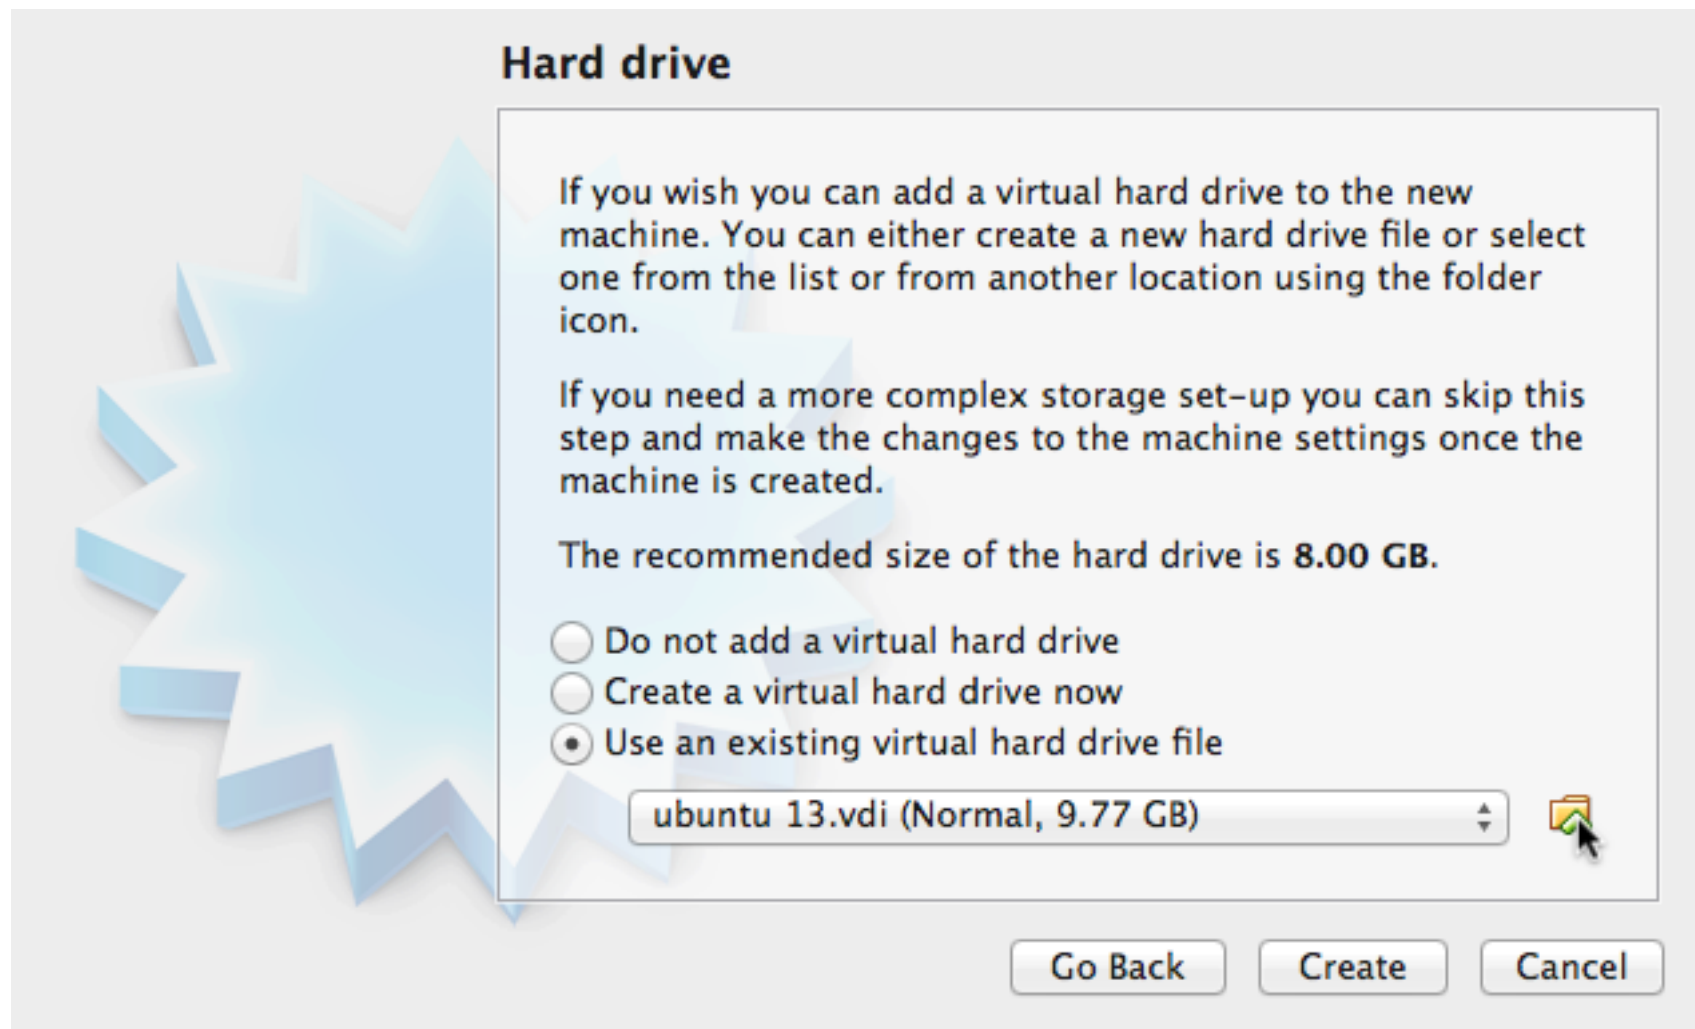 Hard drive
If you wish you can add a virtual hard drive to the new
machine. You can either create a new hard drive file or select
one from the list or from another location using the folder
icon.
If you need a more complex storage set-up you can skip this
step and make the changes to the machine settings once the
machine is created.
The recommended size of the hard drive is 8.00 GB.
Do not add a virtual hard drive
Create a virtual hard drive now
Use an existing virtual hard drive file
ubuntu 13.vdi (Normal, 9.77 GB)
Go Back Create Cancel